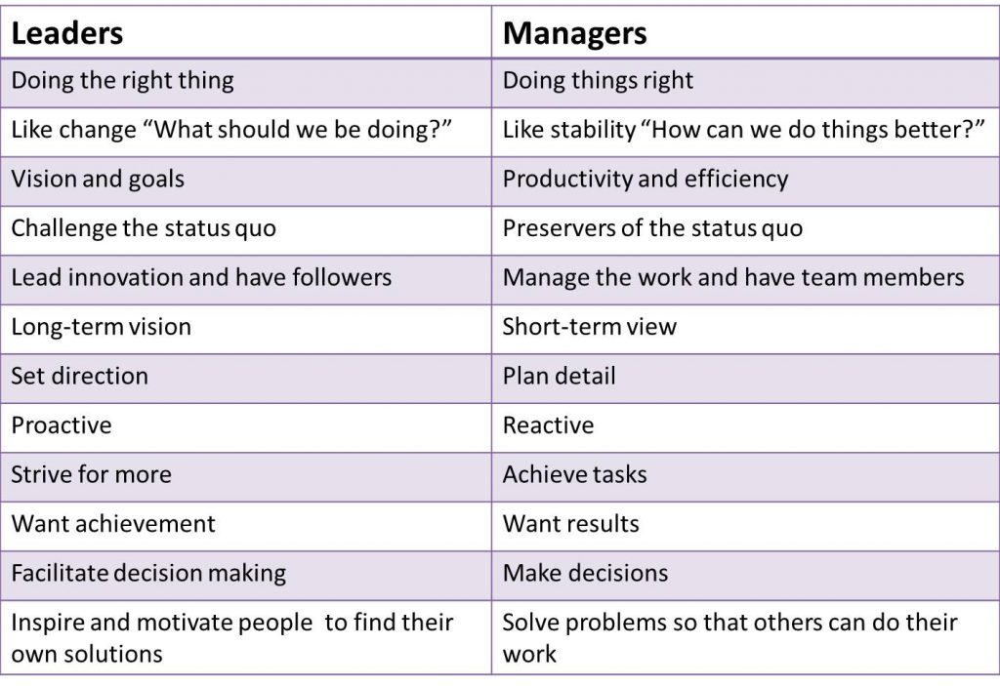 Leaders Managers
Doing the right thing Doing things right
Like change “What should we be doing?” Like stability “How can we do things better?”
Vision and goals Productivity and efficiency
Challenge the status quo Preservers of the status quo
Lead innovation and have followers Manage the work and have team members
Long-term vision Short-term view
Set direction Plan detail
Proactive Reactive
Strive for more Achieve tasks
Want achievement Want results
Facilitate decision making Make decisions
Inspire and motivate people to find their Solve problems so that others can do their
own solutions work